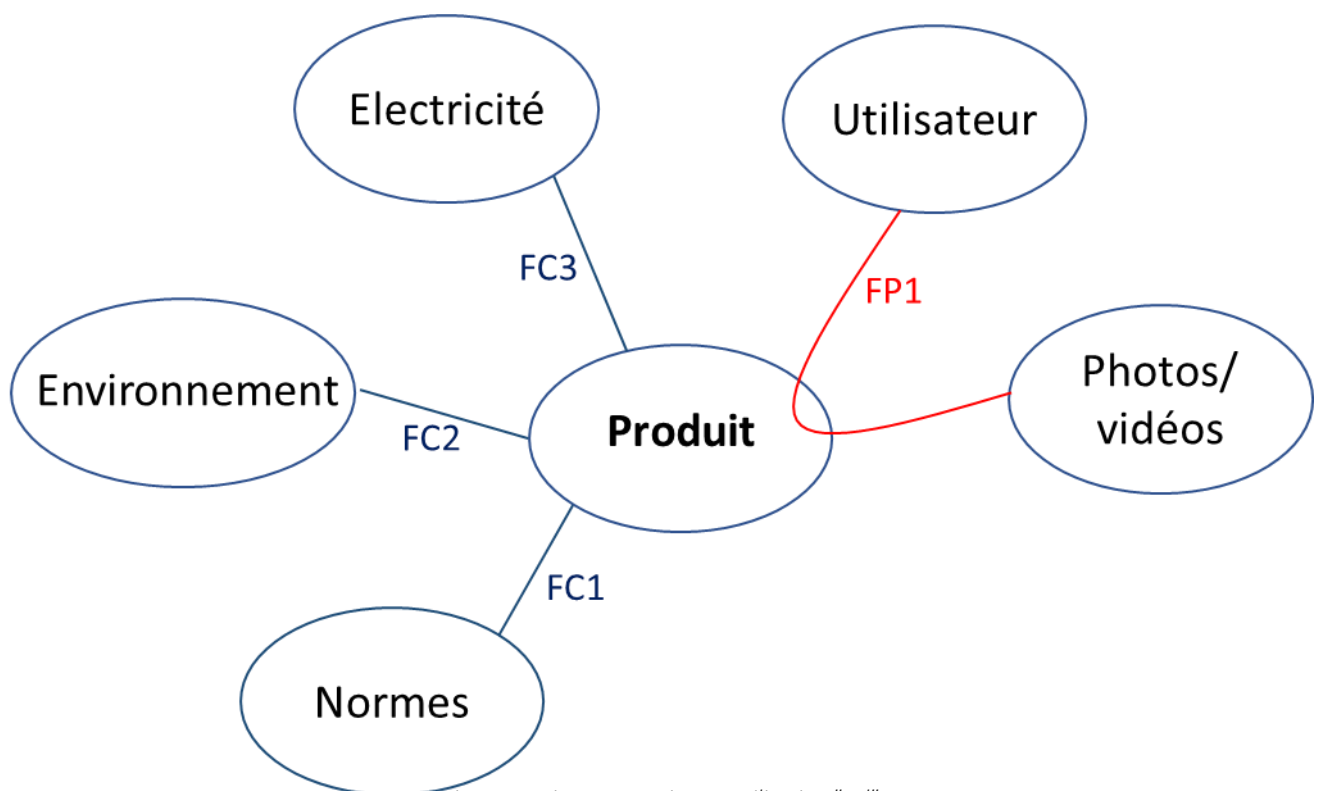 Electricité
Utilisateur
FC3
FP1
Environnement
Photos/
vidéos
Produit
FC2
FC1
Normes